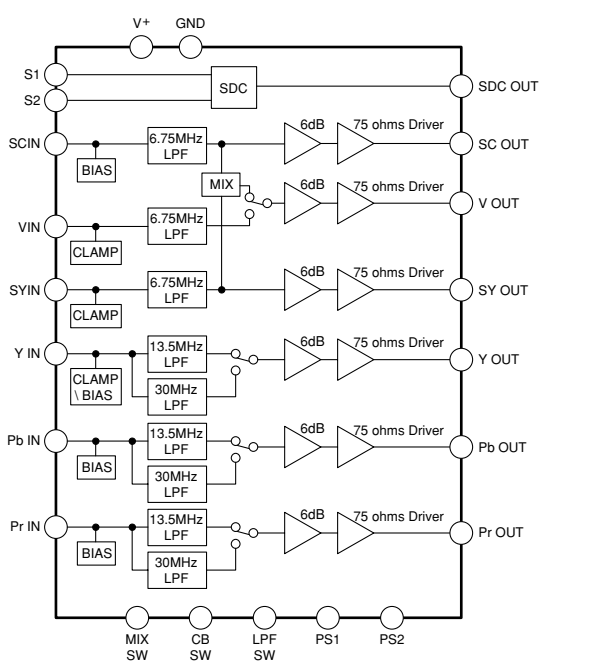 V+ GND
S1
S2
SDC
SDC OUT
SCIN
BIAS
6.75MHz
LPF
6dB
75 ohms Driver
SC OUT
MIX
6dB
75 ohms Driver
V OUT
VIN
CLAMP
6.75MHz
LPF
SYIN
CLAMP
6.75MHz
LPF
6dB
75 ohms Driver
SY OUT
Y IN
CLAMP
\ BIAS
13.5MHz
LPF
30MHz
LPF
6dB
75 ohms Driver
Y OUT
Pb IN
BIAS
13.5MHz
LPF
30MHz
LPF
6dB
75 ohms Driver
Pb OUT
Pr IN
BIAS
13.5MHz
LPF
30MHz
LPF
6dB
75 ohms Driver
Pr OUT
MIX
SW
CB
SW
LPF
SW
PS1
PS2